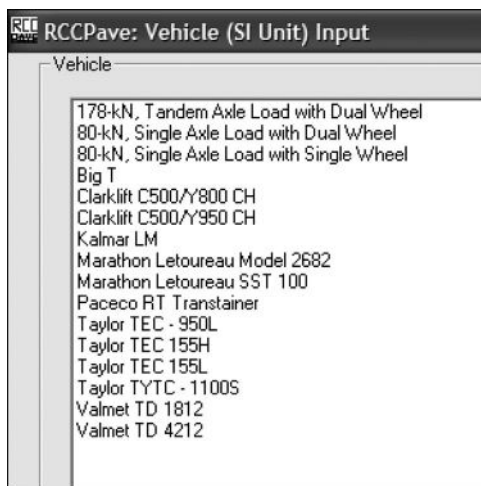 RCC PAVE RCCPave: Vehicle (SI Unit) Input
Vehicle
178-kN, Tandem Axle Load with Dual Wheel
80-kN, Single Axle Load with Dual Wheel
80-kN, Single Axle Load with Single Wheel
Big T
Clarklift C500/Y800 CH
Clarklift C500/Y950 CH
Kalmar LM
Marathon Letoureau Model 2682
Marathon Letoureau SST 100
Paceco RT Transtainer
Taylor TEC - 950L
Taylor TEC 155H
Taylor TEC 155L
Taylor TYTC - 1100S
Valmet TD 1812
Valmet TD 4212